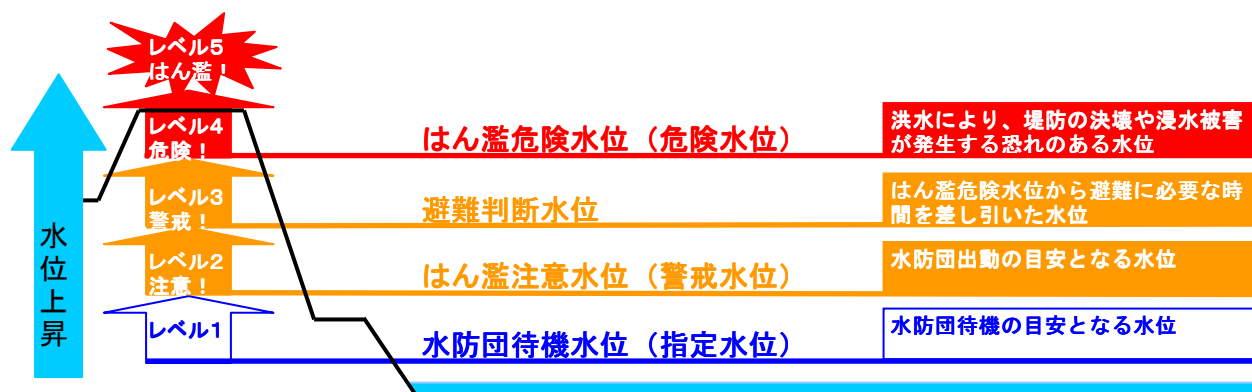 レベル5
はん濫！
レベル4
危険！
はん濫危険水位（危険水位）
洪水により、堤防の決壊や浸水被害
が発生する恐れのある水位
レベル3
警戒！
避難判断水位
はん濫危険水位から避難に必要な時
間を差し引いた水位
レベル2
注意！
はん濫注意水位（警戒水位）
水防団出動の目安となる水位
レベル1
水防団待機水位（指定水位）
水防団待機の目安となる水位
水位上昇